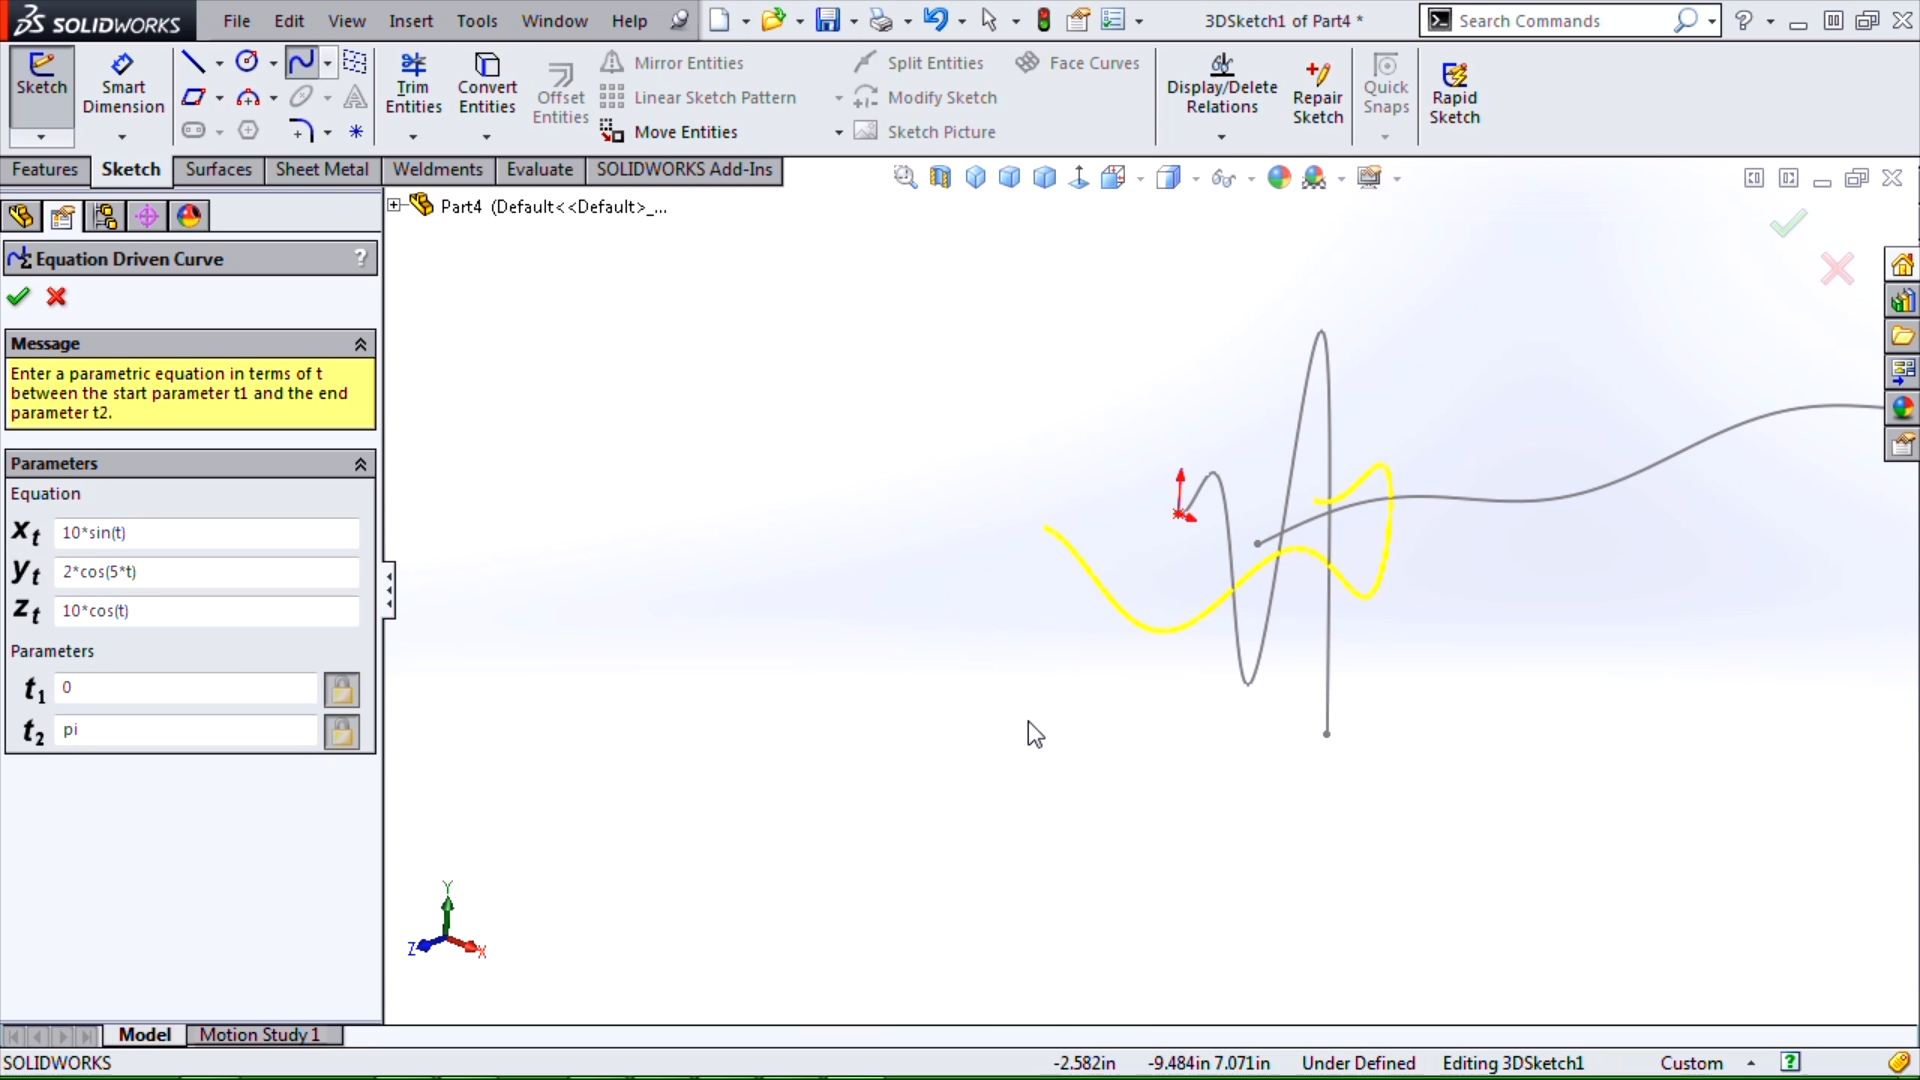 SOLIDWORKS File Edit View Insert Tools Window Help 3DSketch1 of Part4 * Search Commands ?
Sketch
Smart Dimension
Trim Entities
Convert Entities
Offset Entities
Mirror Entities
Linear Sketch Pattern
Move Entities
Split Entities
Modify Sketch
Sketch Picture
Face Curves
Display/Delete Relations
Repair Sketch
Quick Snaps
Rapid Sketch
Features Sketch Surfaces Sheet Metal Weldments Evaluate SOLIDWORKS Add-Ins
Part4 (Default<<Default>_...
Equation Driven Curve ?
Message
Enter a parametric equation in terms of t
between the start parameter t1 and the end
parameter t2.
Parameters
Equation
Xt 10*sin(t)
yt 2*cos(5*t)
Zt 10*cos(t)
Parameters
t1 0
t2 pi
Y
Z X
Model Motion Study 1
SOLIDWORKS -2.582in -9.484in 7.071in Under Defined Editing 3DSketch1 Custom ?